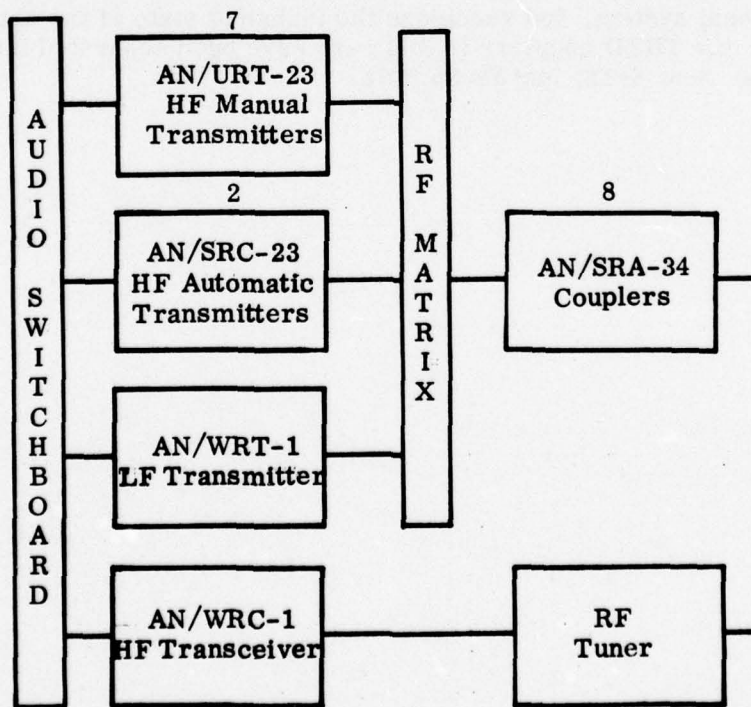 7
AN/URT-23
HF Manual
Transmitters
2
AN/SRC-23
HF Automatic
Transmitters
AN/WRT-1
LF Transmitter
AN/WRC-1
HF Transceiver
AUDIO SWITCHBOARD
RF MATRIX
8
AN/SRA-34
Couplers
RF
Tuner